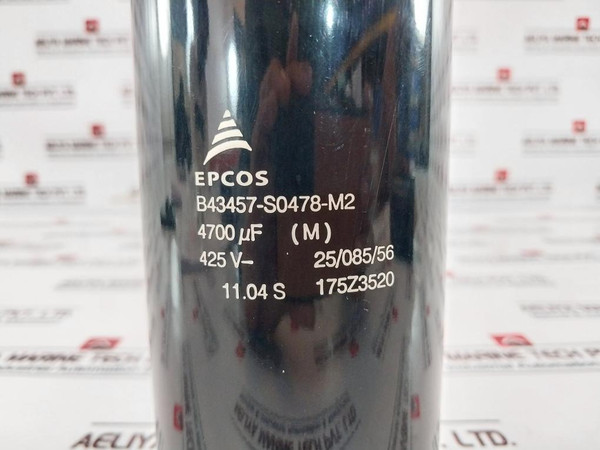 EPCOS
B43457-S0478-M2
4700 µF (M)
425 V– 25/085/56
11.04 S 175Z3520